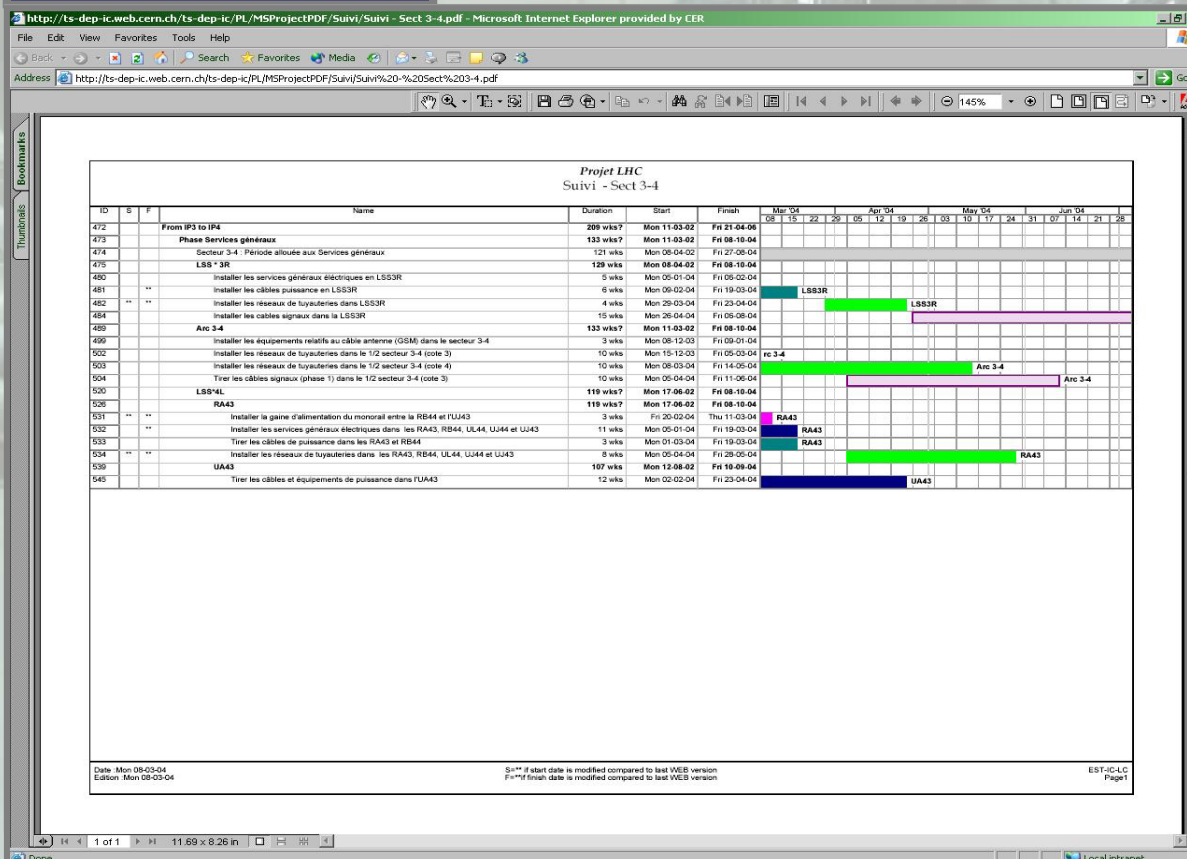 http://ts-dep-ic.web.cern.ch/ts-dep-ic/PL/MSProjectPDF/Suivi/Suivi - Sect 3-4.pdf - Microsoft Internet Explorer provided by CER
File Edit View Favorites Tools Help
Back Search Favorites Media
Address http://ts-dep-ic.web.cern.ch/ts-dep-ic/PL/MSProjectPDF/Suivi/Suivi%20-%20Sect%203-4.pdf Go
145%
Bookmarks
Thumbnails
Projet LHC
Suivi - Sect 3-4
ID S F Name Duration Start Finish Mar '04 Apr '04 May '04 Jun '04
08 15 22 29 05 12 19 26 03 10 17 24 31 07 14 21 28
472 From IP3 to IP4 209 wks? Mon 11-03-02 Fri 21-04-06
473 Phase Services généraux 133 wks? Mon 11-03-02 Fri 08-10-04
474 Secteur 3-4 : Période allouée aux Services généraux 121 wks Mon 08-04-02 Fri 27-08-04
475 LSS * 3R 129 wks Mon 08-04-02 Fri 08-10-04
480 Installer les services généraux électriques en LSS3R 5 wks Mon 05-01-04 Fri 06-02-04
481 ** Installer les câbles puissance en LSS3R 6 wks Mon 09-02-04 Fri 19-03-04 LSS3R
482 ** ** Installer les réseaux de tuyauteries dans LSS3R 4 wks Mon 29-03-04 Fri 23-04-04 LSS3R
484 Installer les cables signaux dans la LSS3R 15 wks Mon 26-04-04 Fri 06-08-04
489 Arc 3-4 133 wks? Mon 11-03-02 Fri 08-10-04
499 Installer les équipements relatifs au câble antenne (GSM) dans le secteur 3-4 3 wks Mon 08-12-03 Fri 09-01-04
502 Installer les réseaux de tuyauteries dans le 1/2 secteur 3-4 (cote 3) 10 wks Mon 15-12-03 Fri 05-03-04 rc 3-4
503 Installer les réseaux de tuyauteries dans le 1/2 secteur 3-4 (cote 4) 10 wks Mon 08-03-04 Fri 14-05-04 Arc 3-4
504 Tirer les câbles signaux (phase 1) dans le 1/2 secteur 3-4 (cote 3) 10 wks Mon 05-04-04 Fri 11-06-04 Arc 3-4
520 LSS*4L 119 wks? Mon 17-06-02 Fri 08-10-04
526 RA43 119 wks? Mon 17-06-02 Fri 08-10-04
531 ** ** Installer la gaine d'alimentation du monorail entre la RB44 et l'UJ43 3 wks Fri 20-02-04 Thu 11-03-04 RA43
532 ** Installer les services généraux électriques dans les RA43, RB44, UL44, UJ44 et UJ43 11 wks Mon 05-01-04 Fri 19-03-04 RA43
533 Tirer les câbles de puissance dans les RA43 et RB44 3 wks Mon 01-03-04 Fri 19-03-04 RA43
534 ** ** Installer les réseaux de tuyauteries dans les RA43, RB44, UL44, UJ44 et UJ43 8 wks Mon 05-04-04 Fri 28-05-04 RA43
539 UA43 107 wks Mon 12-08-02 Fri 10-09-04
545 Tirer les câbles et équipements de puissance dans l'UA43 12 wks Mon 02-02-04 Fri 23-04-04 UA43
Date :Mon 08-03-04 S=** if start date is modified compared to last WEB version EST-IC-LC
Edition :Mon 08-03-04 F=**if finish date is modified compared to last WEB version Page1
1 of 1 11.69 x 8.26 in
Done Local intranet